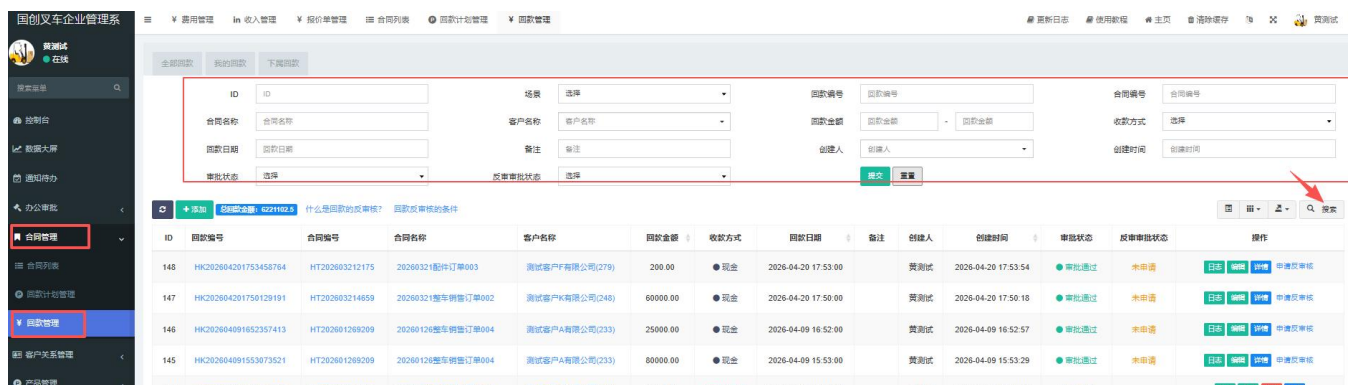 国创叉车企业管理系 ¥ 费用管理 in 收入管理 ¥ 报价单管理 合同列表 回款计划管理 ¥ 回款管理 更新日志 使用教程 主页 清除缓存 黄测试
黄测试
在线
全部回款 我的回款 下属回款
搜索菜单
ID ID 场景 选择 回款编号 回款编号 合同编号 合同编号
控制台 合同名称 合同名称 客户名称 客户名称 回款金额 回款金额 - 回款金额 收款方式 选择
数据大屏 回款日期 回款日期 备注 备注 创建人 创建人 创建时间 创建时间
通知待办 审批状态 选择 反审审批状态 选择 提交 重置
办公审批 +添加 总回款金额: 6221102.5 什么是回款的反审核? 回款反审核的条件 搜索
合同管理 ID 回款编号 合同编号 合同名称 客户名称 回款金额 收款方式 回款日期 备注 创建人 创建时间 审批状态 反审审批状态 操作
合同列表 148 HK202604201753458764 HT202603212175 20260321配件订单003 测试客户F有限公司(279) 200.00 现金 2026-04-20 17:53:00 黄测试 2026-04-20 17:53:54 审批通过 未申请 日志 编辑 详情 申请反审核
回款计划管理 147 HK202604201750129191 HT202603214659 20260321整车销售订单002 测试客户K有限公司(248) 60000.00 现金 2026-04-20 17:50:00 黄测试 2026-04-20 17:50:18 审批通过 未申请 日志 编辑 详情 申请反审核
¥ 回款管理 146 HK202604091652357413 HT202601269209 20260126整车销售订单004 测试客户A有限公司(233) 25000.00 现金 2026-04-09 16:52:00 黄测试 2026-04-09 16:52:57 审批通过 未申请 日志 编辑 详情 申请反审核
客户关系管理 145 HK202604091553073521 HT202601269209 20260126整车销售订单004 测试客户A有限公司(233) 80000.00 现金 2026-04-09 15:53:00 黄测试 2026-04-09 15:53:29 审批通过 未申请 日志 编辑 详情 申请反审核
产品管理